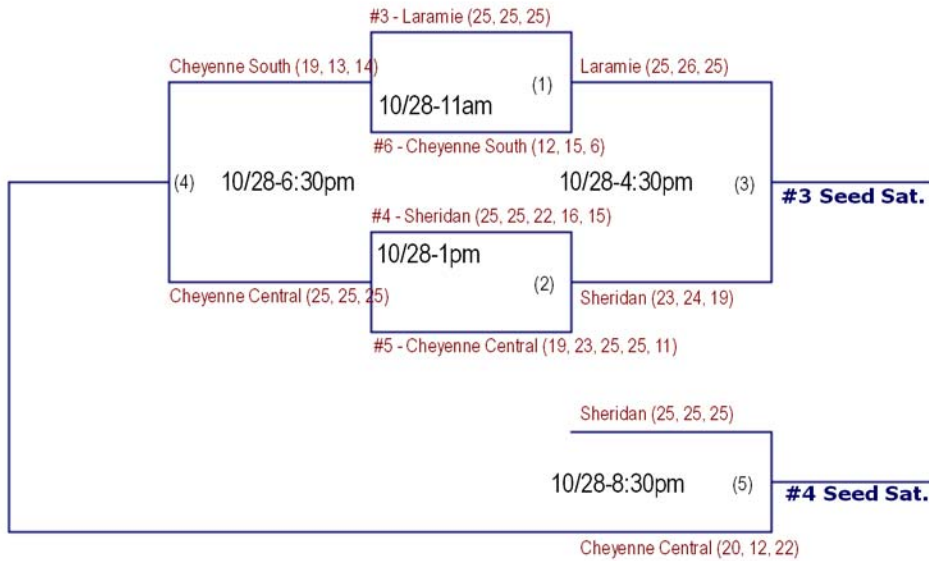 #3 - Laramie (25, 25, 25)
Cheyenne South (19, 13, 14)
Laramie (25, 26, 25)
(1)
10/28-11am
#6 - Cheyenne South (12, 15, 6)
(4)
10/28-6:30pm
10/28-4:30pm
(3)
#3 Seed Sat.
#4 - Sheridan (25, 25, 22, 16, 15)
10/28-1pm
(2)
Cheyenne Central (25, 25, 25)
Sheridan (23, 24, 19)
#5 - Cheyenne Central (19, 23, 25, 25, 11)
Sheridan (25, 25, 25)
10/28-8:30pm
(5)
#4 Seed Sat.
Cheyenne Central (20, 12, 22)